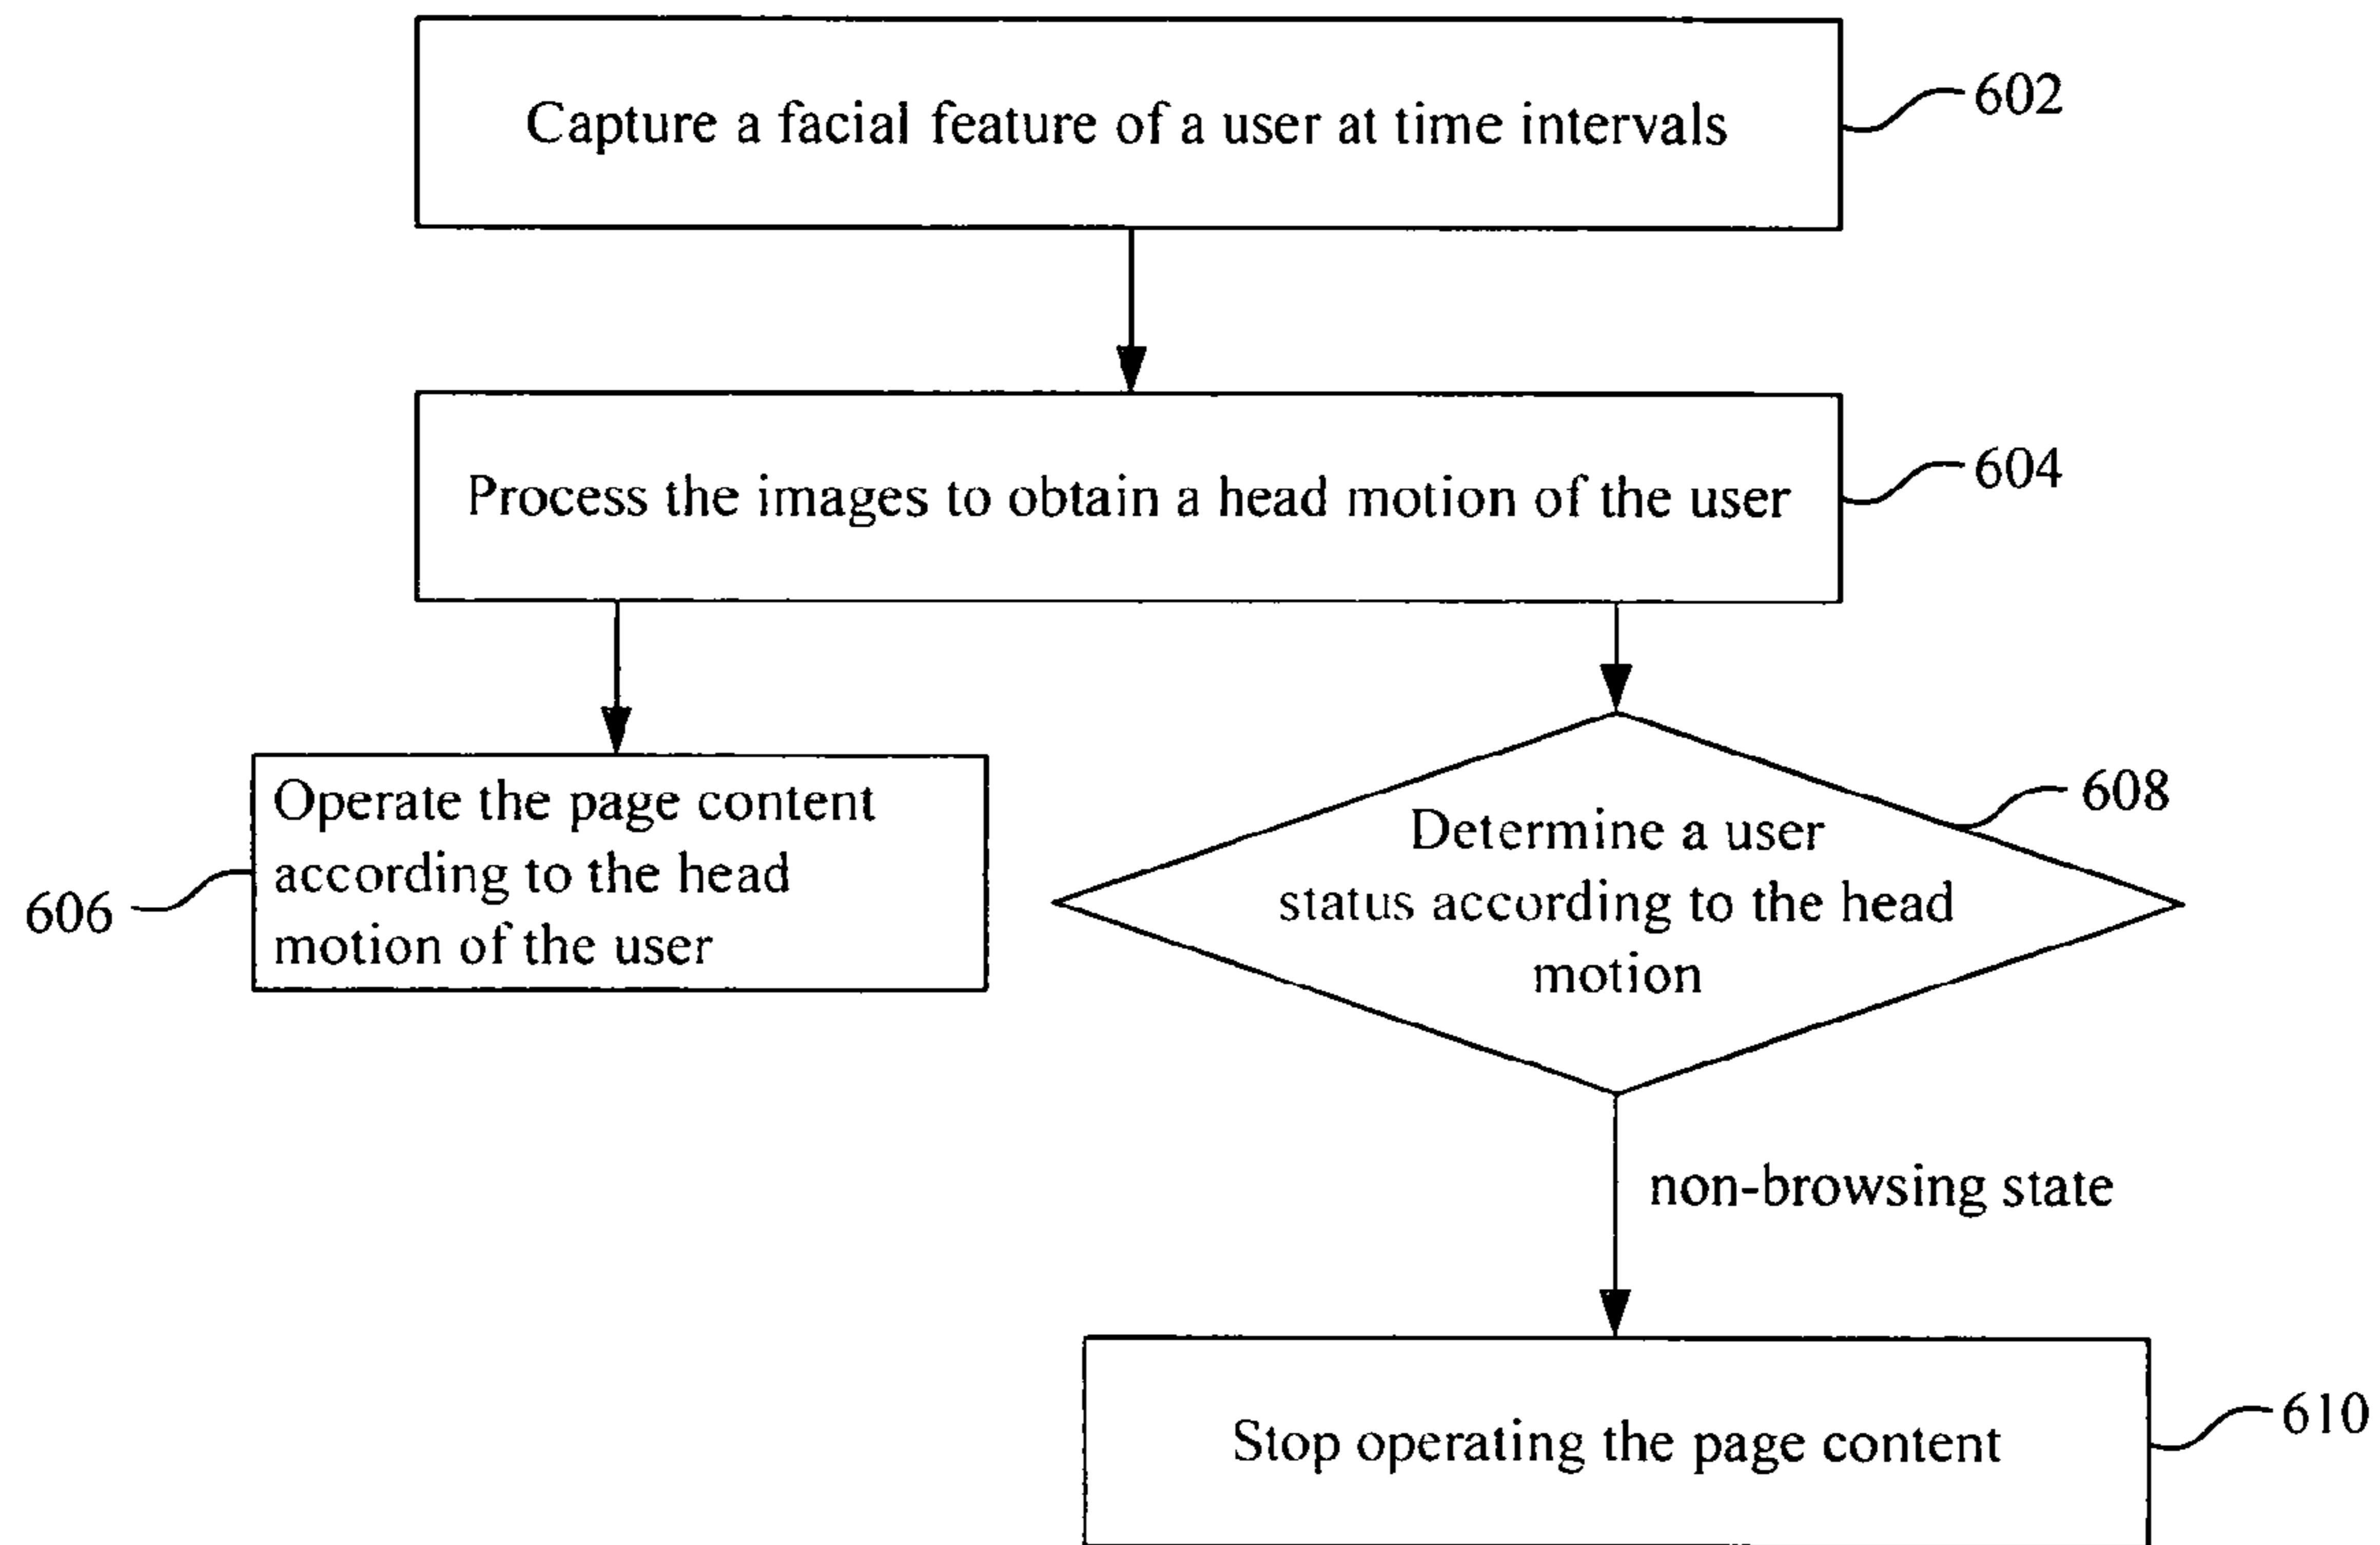 Capture a facial feature of a user at time intervals
602
Process the images to obtain a head motion of the user
604
Operate the page content
according to the head
motion of the user
606
Determine a user
status according to the head
motion
608
non-browsing state
Stop operating the page content
610